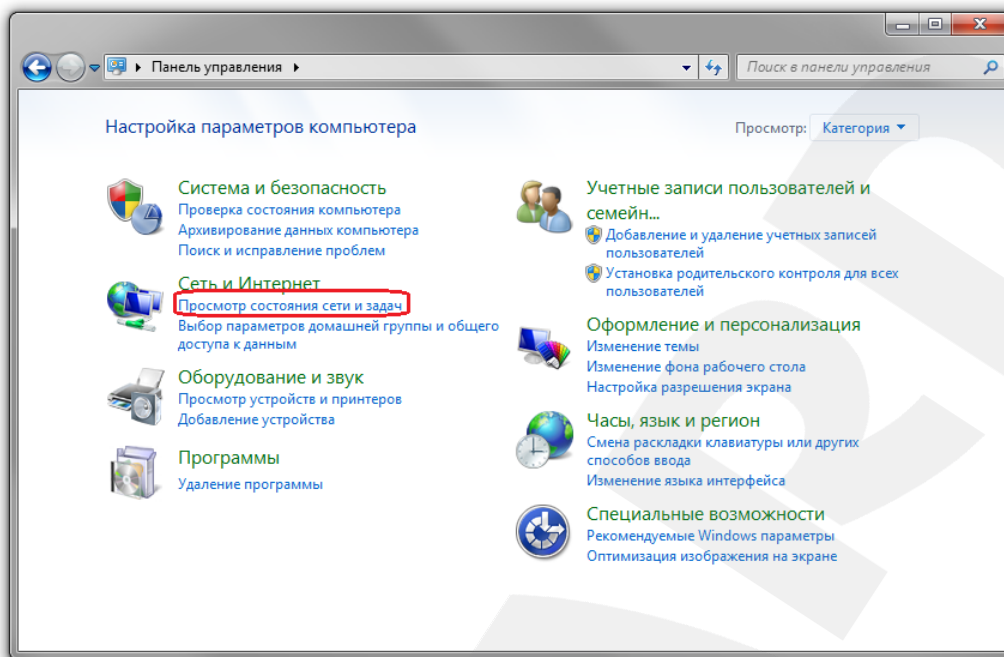 Панель управления
Поиск в панели управления
Настройка параметров компьютера
Просмотр: Категория
Система и безопасность
Проверка состояния компьютера
Архивирование данных компьютера
Поиск и исправление проблем
Сеть и Интернет
Просмотр состояния сети и задач
Выбор параметров домашней группы и общего
доступа к данным
Оборудование и звук
Просмотр устройств и принтеров
Добавление устройства
Программы
Удаление программы
Учетные записи пользователей и
семейн...
Добавление и удаление учетных записей
пользователей
Установка родительского контроля для всех
пользователей
Оформление и персонализация
Изменение темы
Изменение фона рабочего стола
Настройка разрешения экрана
Часы, язык и регион
Смена раскладки клавиатуры или других
способов ввода
Изменение языка интерфейса
Специальные возможности
Рекомендуемые Windows параметры
Оптимизация изображения на экране